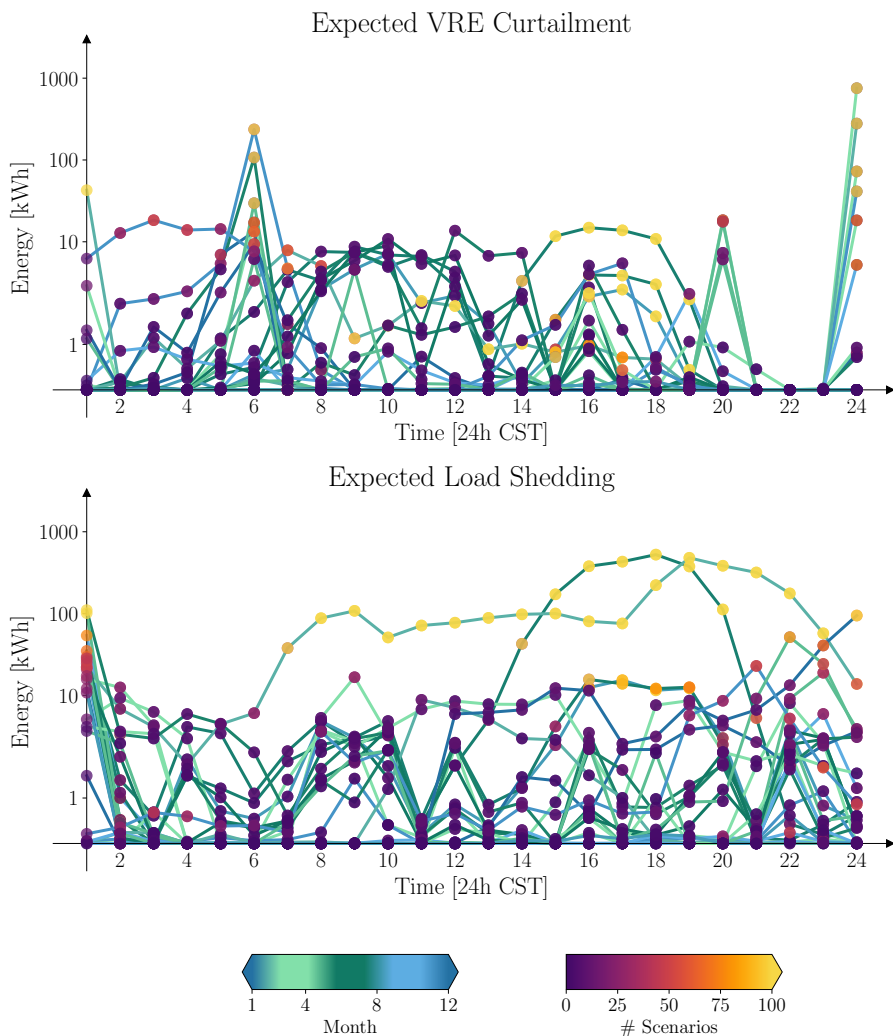 Expected VRE Curtailment
1000
100
10
1
Energy [kWh]
2 4 6 8 10 12 14 16 18 20 22 24
Time [24h CST]
Expected Load Shedding
1000
100
10
1
Energy [kWh]
2 4 6 8 10 12 14 16 18 20 22 24
Time [24h CST]
1 4 8 12
Month
0 25 50 75 100
# Scenarios